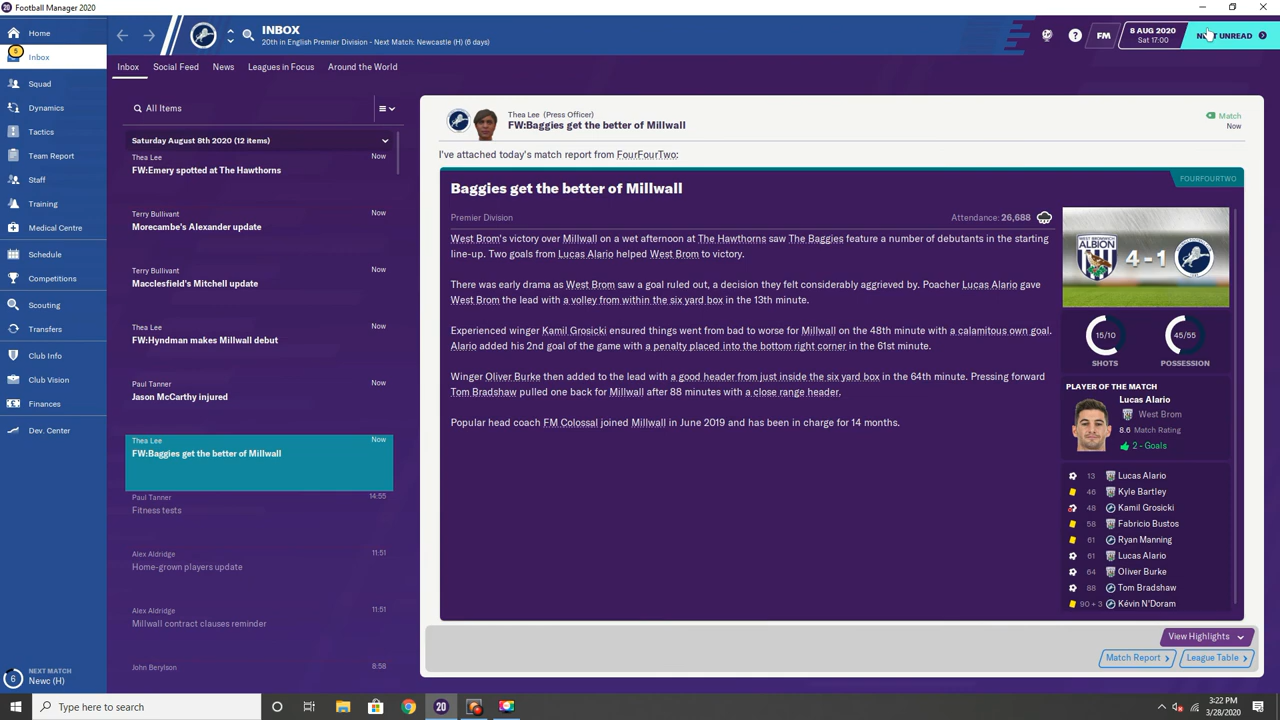 20 Football Manager 2020
Home
5
Inbox
Squad
Dynamics
Tactics
Team Report
Staff
Training
Medical Centre
Schedule
Competitions
Scouting
Transfers
Club Info
Club Vision
Finances
Dev. Center
6 NEXT MATCH
Newc (H)
INBOX
20th in English Premier Division - Next Match: Newcastle (H) (6 days)
? FM 8 AUG 2020
Sat 17:00
UNREAD
Inbox Social Feed News Leagues in Focus Around the World
All Items
Saturday August 8th 2020 (12 items)
Thea Lee Now
FW:Emery spotted at The Hawthorns
Terry Bullivant Now
Morecambe's Alexander update
Terry Bullivant Now
Macclesfield's Mitchell update
Thea Lee Now
FW:Hyndman makes Millwall debut
Paul Tanner Now
Jason McCarthy injured
Thea Lee Now
FW:Baggies get the better of Millwall
Paul Tanner 14:55
Fitness tests
Alex Aldridge 11:51
Home-grown players update
Alex Aldridge 11:51
Millwall contract clauses reminder
John Berylson 8:58
Thea Lee (Press Officer)
FW:Baggies get the better of Millwall
Match
Now
I've attached today's match report from FourFourTwo:
FOURFOURTWO
Baggies get the better of Millwall
Premier Division Attendance: 26,688
West Brom's victory over Millwall on a wet afternoon at The Hawthorns saw The Baggies feature a number of debutants in the starting
line-up. Two goals from Lucas Alario helped West Brom to victory.
There was early drama as West Brom saw a goal ruled out, a decision they felt considerably aggrieved by. Poacher Lucas Alario gave
West Brom the lead with a volley from within the six yard box in the 13th minute.
Experienced winger Kamil Grosicki ensured things went from bad to worse for Millwall on the 48th minute with a calamitous own goal.
Alario added his 2nd goal of the game with a penalty placed into the bottom right corner in the 61st minute.
Winger Oliver Burke then added to the lead with a good header from just inside the six yard box in the 64th minute. Pressing forward
Tom Bradshaw pulled one back for Millwall after 88 minutes with a close range header.
Popular head coach FM Colossal joined Millwall in June 2019 and has been in charge for 14 months.
ALBION
4 - 1
15/10 45/55
SHOTS POSSESSION
PLAYER OF THE MATCH
Lucas Alario
West Brom
8.6 Match Rating
2 - Goals
13 Lucas Alario
46 Kyle Bartley
48 Kamil Grosicki
58 Fabricio Bustos
61 Ryan Manning
61 Lucas Alario
64 Oliver Burke
88 Tom Bradshaw
90 + 3 Kévin N'Doram
View Highlights
Match Report League Table
Type here to search
20
3:22 PM
3/28/2020